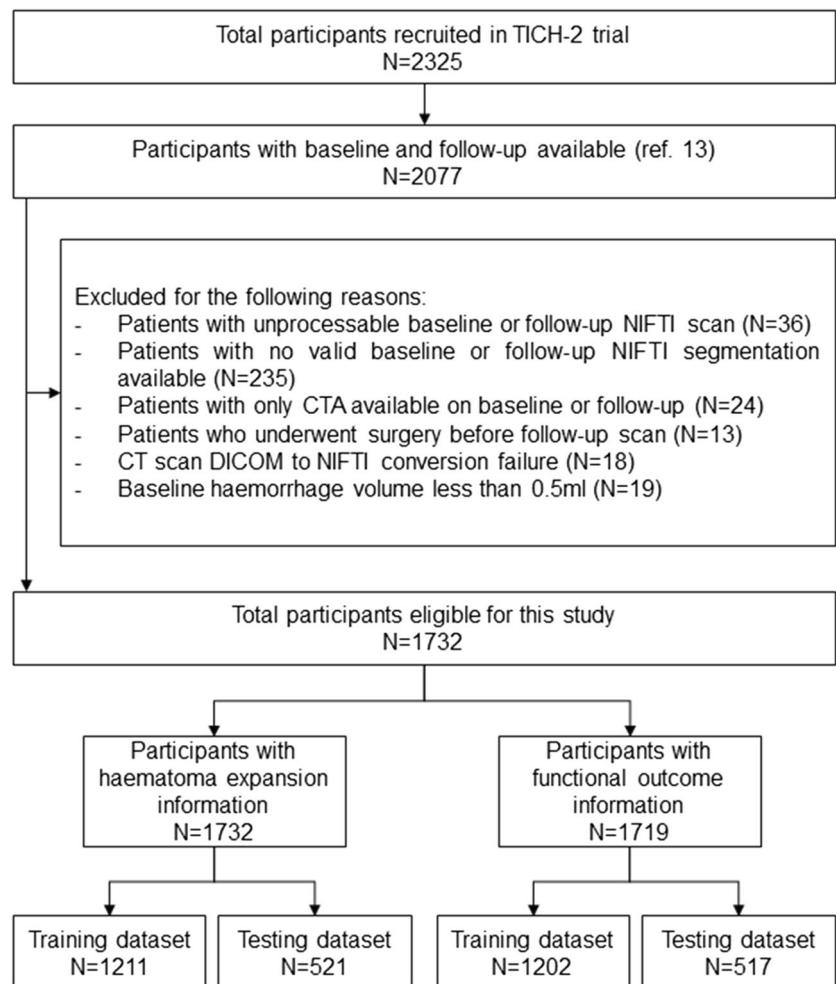 Total participants recruited in TICH-2 trial
N=2325
Participants with baseline and follow-up available (ref. 13)
N=2077
Excluded for the following reasons:
- Patients with unprocessable baseline or follow-up NIFTI scan (N=36)
- Patients with no valid baseline or follow-up NIFTI segmentation
available (N=235)
- Patients with only CTA available on baseline or follow-up (N=24)
- Patients who underwent surgery before follow-up scan (N=13)
- CT scan DICOM to NIFTI conversion failure (N=18)
- Baseline haemorrhage volume less than 0.5ml (N=19)
Total participants eligible for this study
N=1732
Participants with
haematoma expansion
information
N=1732
Participants with
functional outcome
information
N=1719
Training dataset
N=1211
Testing dataset
N=521
Training dataset
N=1202
Testing dataset
N=517